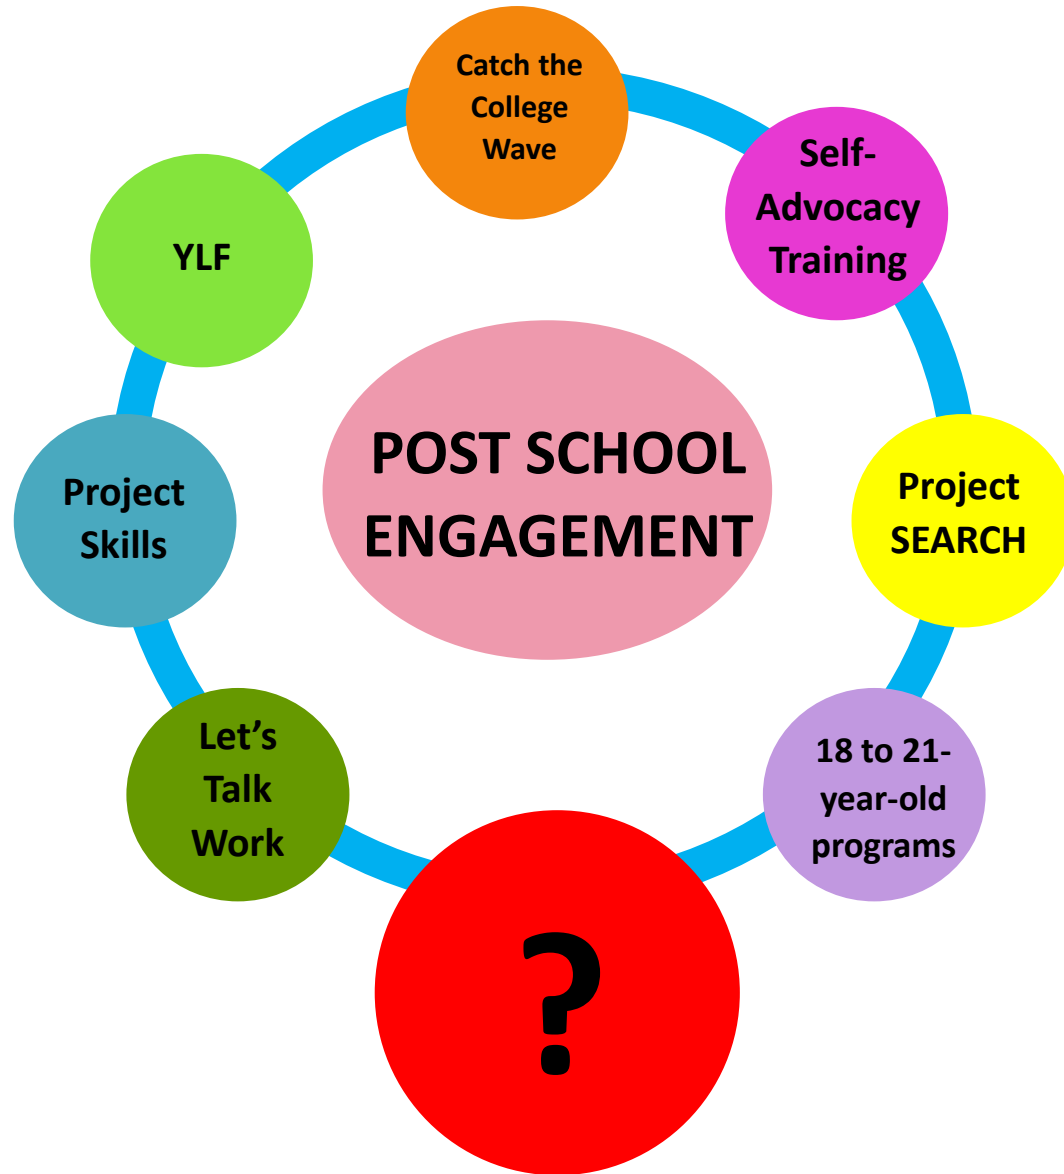 Catch the
College
Wave
Self-
Advocacy
Training
YLF
POST SCHOOL
ENGAGEMENT
Project
Skills
Project
SEARCH
Let’s
Talk
Work
18 to 21-
year-old
programs
?